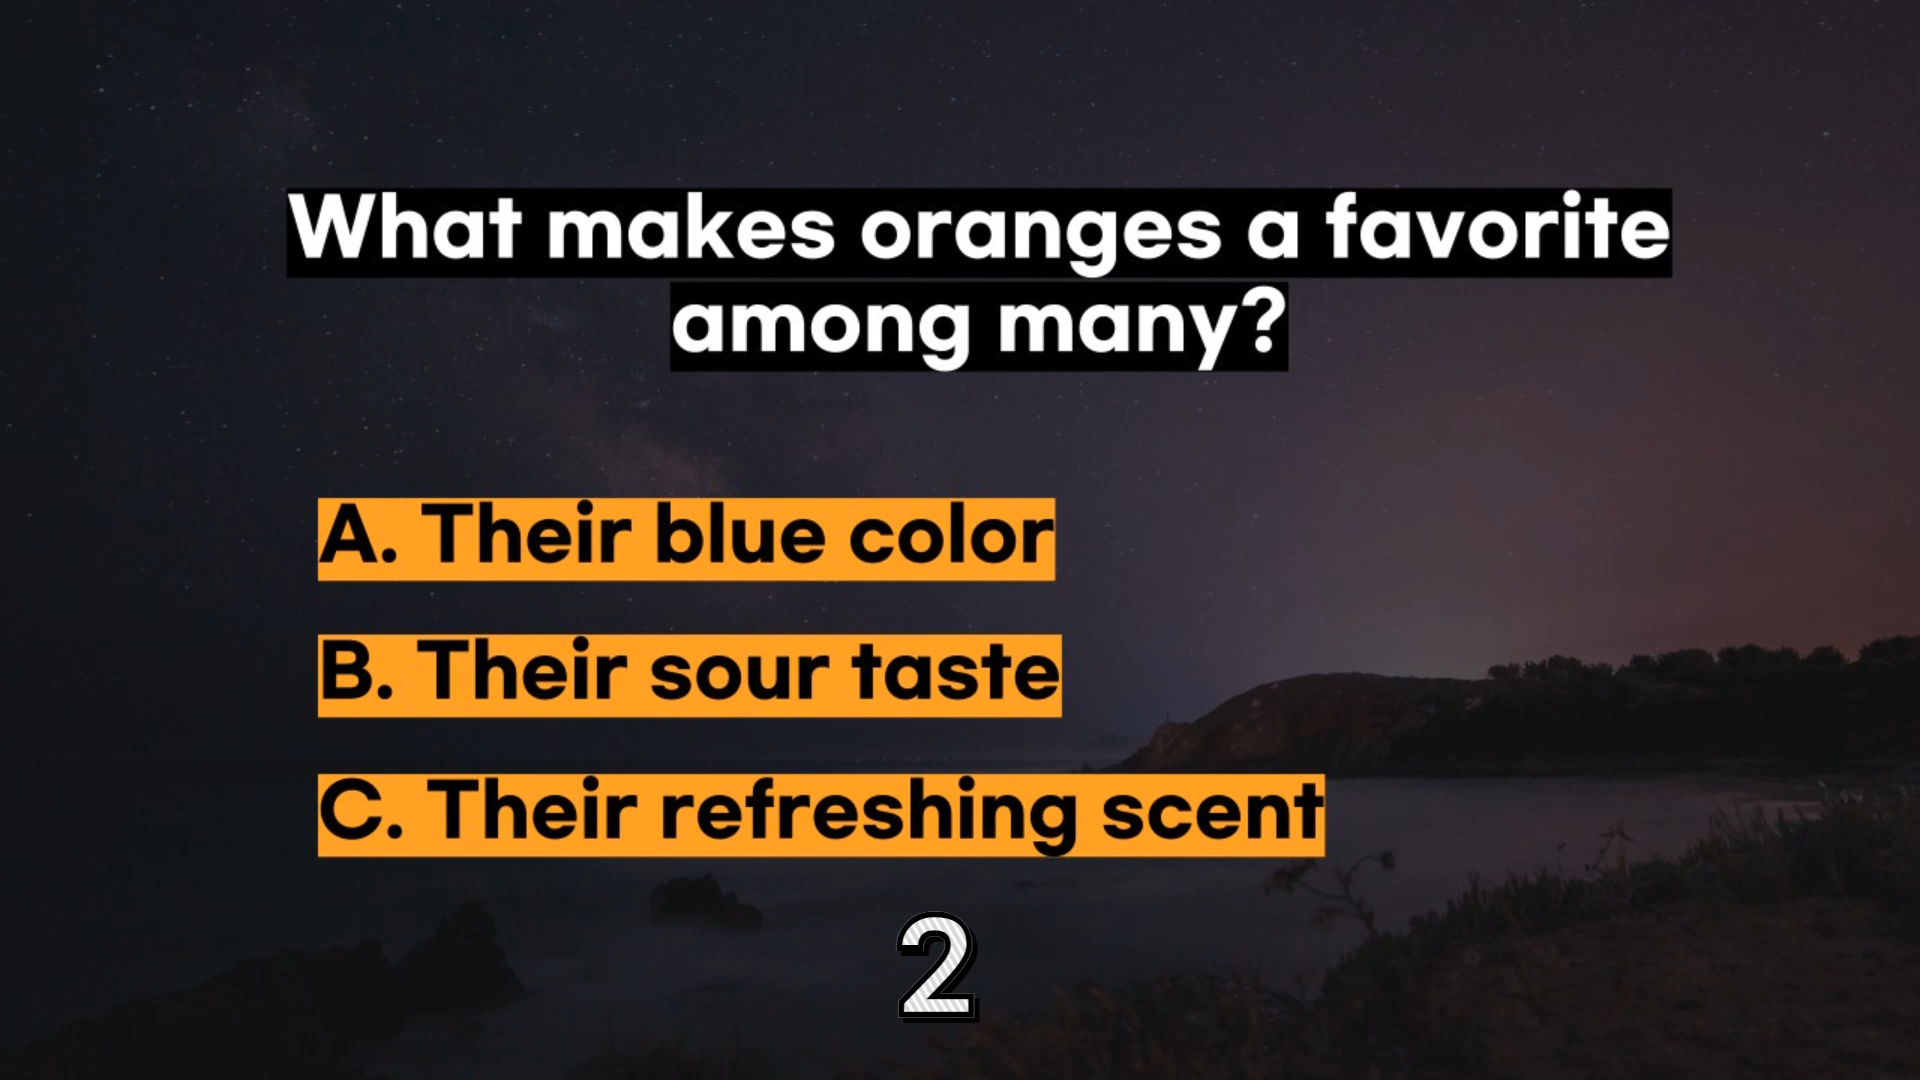 What makes oranges a favorite
among many?
A. Their blue color
B. Their sour taste
C. Their refreshing scent
2